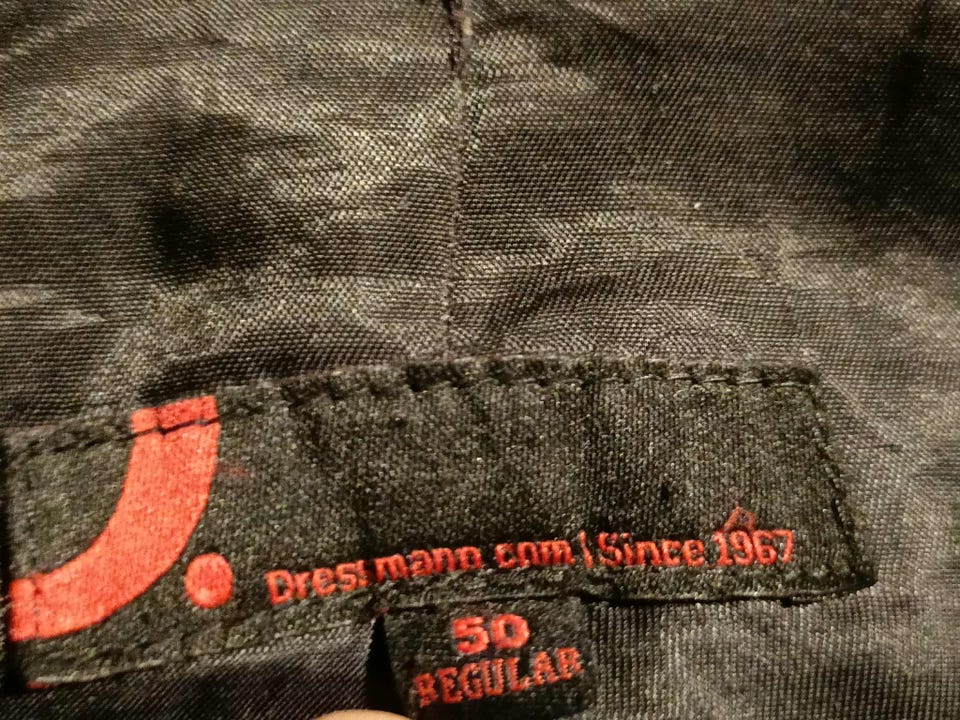 Dressmann.com | Since 1967
50
REGULAR